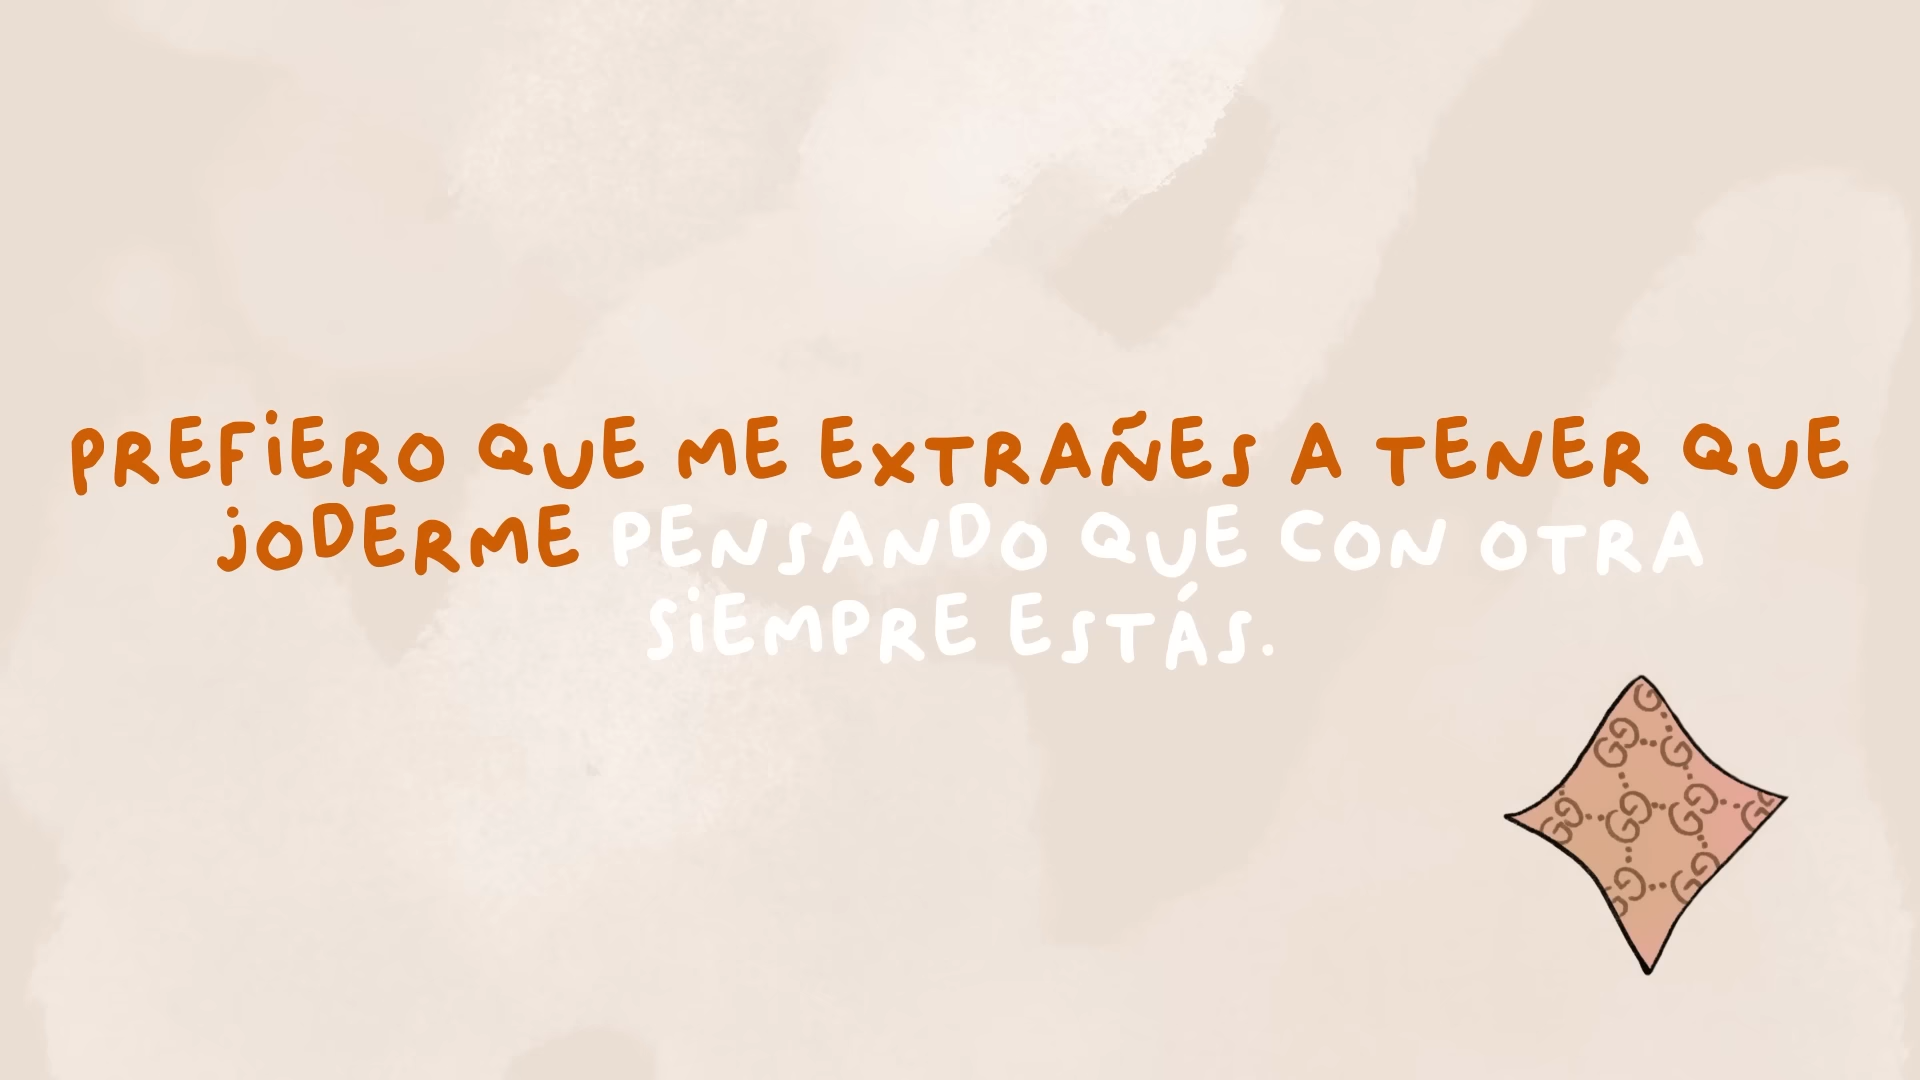 PREFIERO QUE ME EXTRAÑES A TENER QUE
JODERME PENSANDO QUE CON OTRA
SIEMPRE ESTÁS.